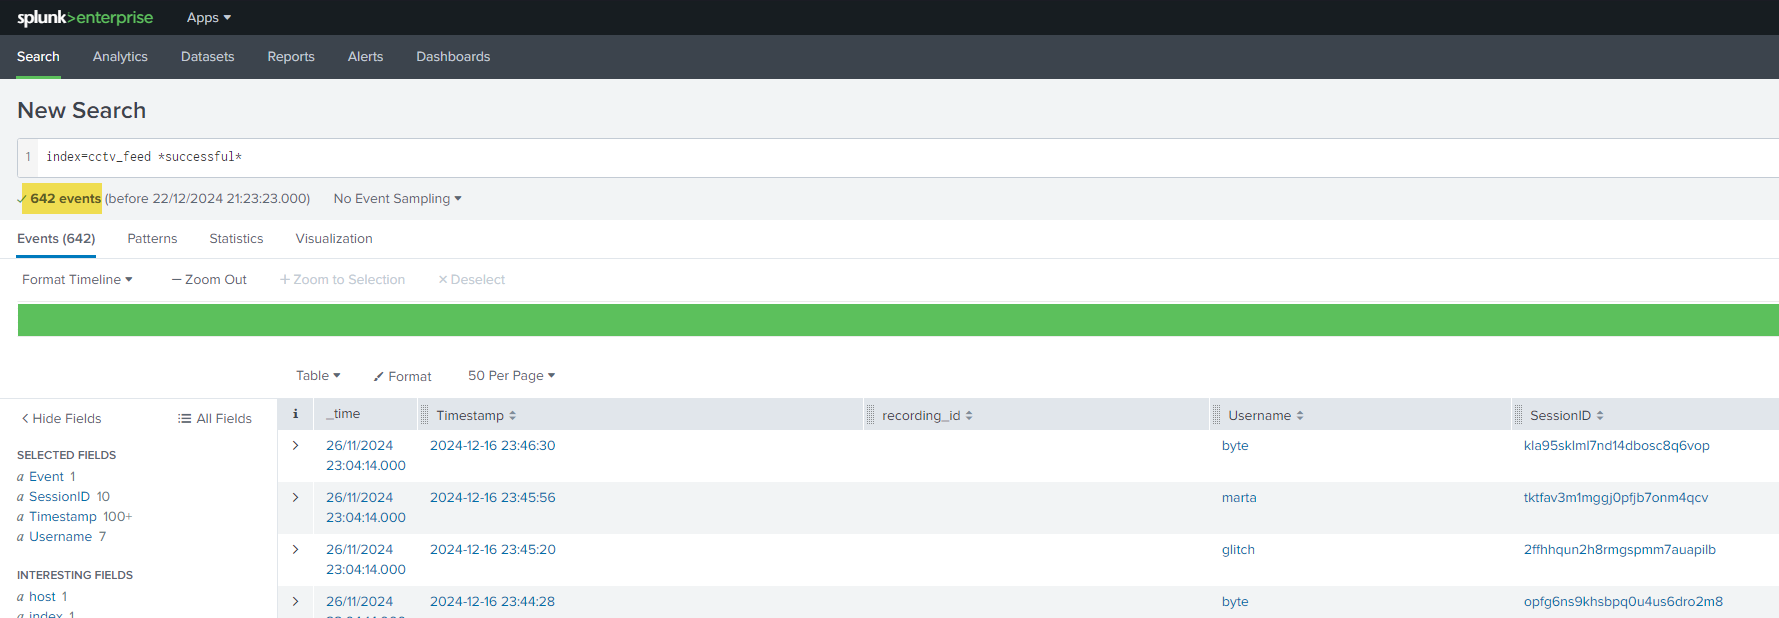 splunk>enterprise Apps
Search Analytics Datasets Reports Alerts Dashboards
New Search
1 index=cctv_feed *successful*
642 events (before 22/12/2024 21:23:23.000) No Event Sampling
Events (642) Patterns Statistics Visualization
Format Timeline — Zoom Out + Zoom to Selection × Deselect
Table Format 50 Per Page
< Hide Fields All Fields
i _time Timestamp recording_id Username SessionID
SELECTED FIELDS
a Event 1
a SessionID 10
a Timestamp 100+
a Username 7
INTERESTING FIELDS
a host 1
a index 1
> 26/11/2024 23:04:14.000 2024-12-16 23:46:30 byte kla95sklml7nd14dbosc8q6vop
> 26/11/2024 23:04:14.000 2024-12-16 23:45:56 marta tktfav3m1mggj0pfjb7onm4qcv
> 26/11/2024 23:04:14.000 2024-12-16 23:45:20 glitch 2ffhhqun2h8rmgspmm7auapilb
> 26/11/2024 2024-12-16 23:44:28 byte opfg6ns9khsbpq0u4us6dro2m8